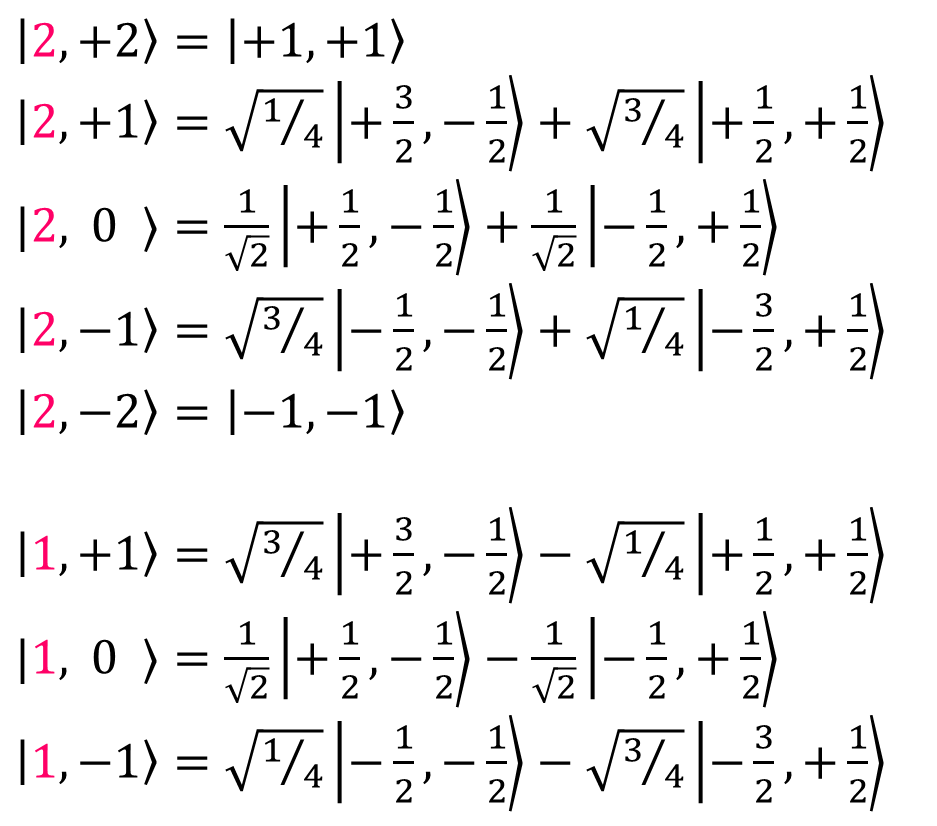 |2, +2⟩ = |+1, +1⟩
|2, +1⟩ = √1/4 |+3/2, −1/2⟩ + √3/4 |+1/2, +1/2⟩
|2, 0 ⟩ = 1/√2 |+1/2, −1/2⟩ + 1/√2 |−1/2, +1/2⟩
|2, −1⟩ = √3/4 |−1/2, −1/2⟩ + √1/4 |−3/2, +1/2⟩
|2, −2⟩ = |−1, −1⟩
|1, +1⟩ = √3/4 |+3/2, −1/2⟩ − √1/4 |+1/2, +1/2⟩
|1, 0 ⟩ = 1/√2 |+1/2, −1/2⟩ − 1/√2 |−1/2, +1/2⟩
|1, −1⟩ = √1/4 |−1/2, −1/2⟩ − √3/4 |−3/2, +1/2⟩